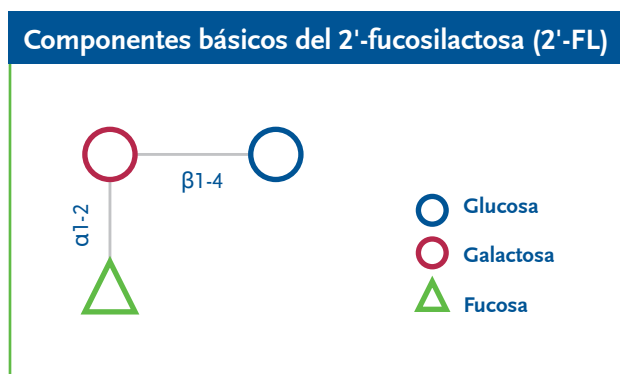 Componentes básicos del 2'-fucosilactosa (2'-FL)
β1-4
α1-2
Glucosa
Galactosa
Fucosa